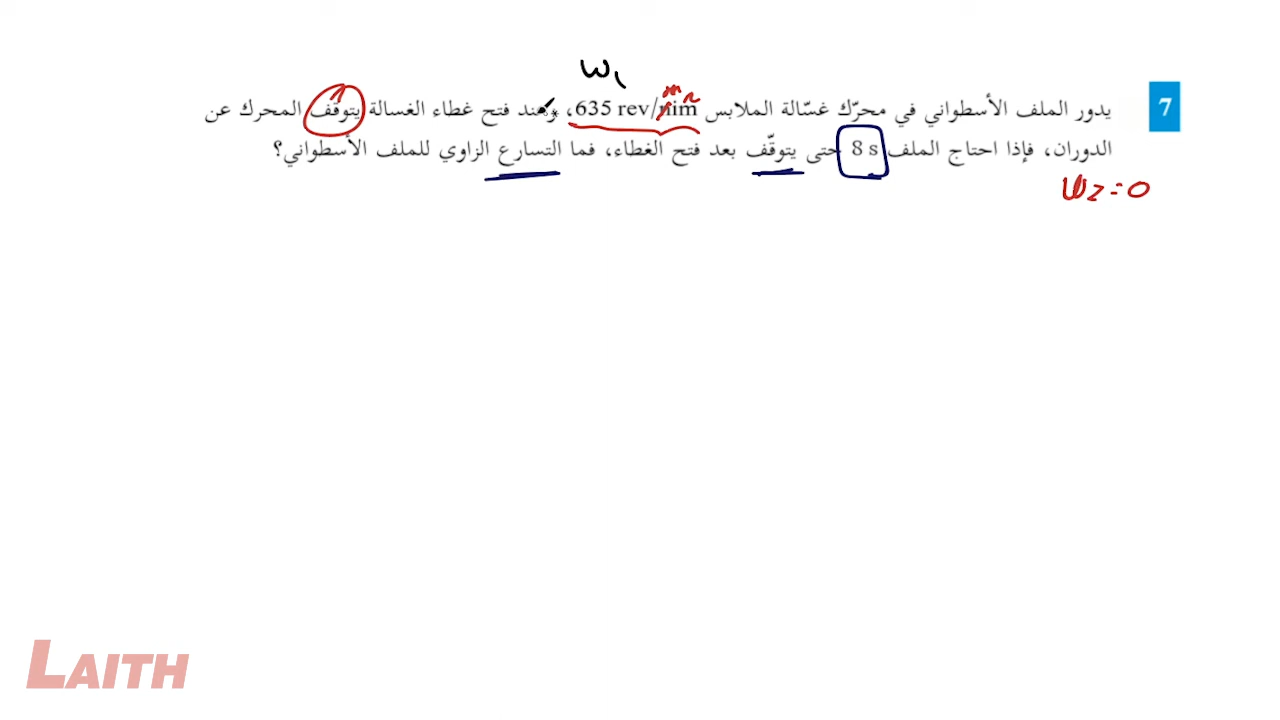 ω₁
7 يدور الملف الأسطواني في محرّك غسّالة الملابس 635 rev/nim، وعند فتح غطاء الغسالة يتوقف المحرك عن
الدوران، فإذا احتاج الملف 8 s حتى يتوقّف بعد فتح الغطاء، فما التسارع الزاوي للملف الأسطواني؟
ω₂ = 0
LAITH